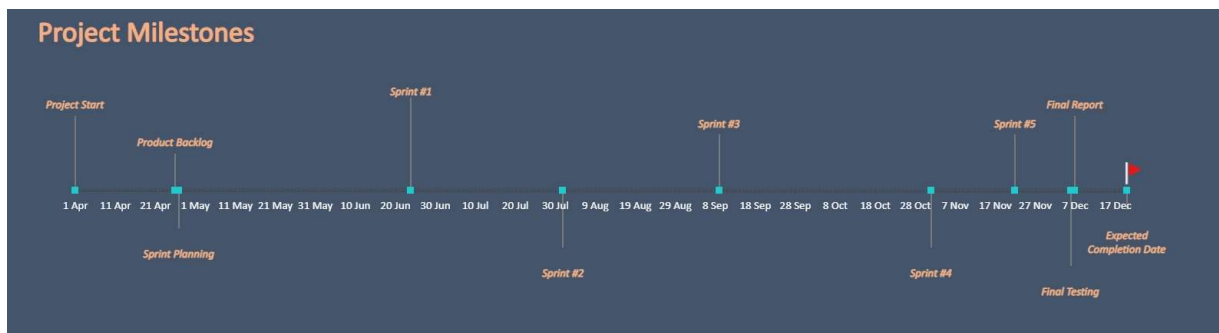 Project Milestones
Sprint #1
Project Start
Final Report
Sprint #3
Sprint #5
Product Backlog
1 Apr 11 Apr 21 Apr 1 May 11 May 21 May 31 May 10 Jun 20 Jun 30 Jun 10 Jul 20 Jul 30 Jul 9 Aug 19 Aug 29 Aug 8 Sep 18 Sep 28 Sep 8 Oct 18 Oct 28 Oct 7 Nov 17 Nov 27 Nov 7 Dec 17 Dec
Expected
Completion Date
Sprint Planning
Sprint #2
Sprint #4
Final Testing